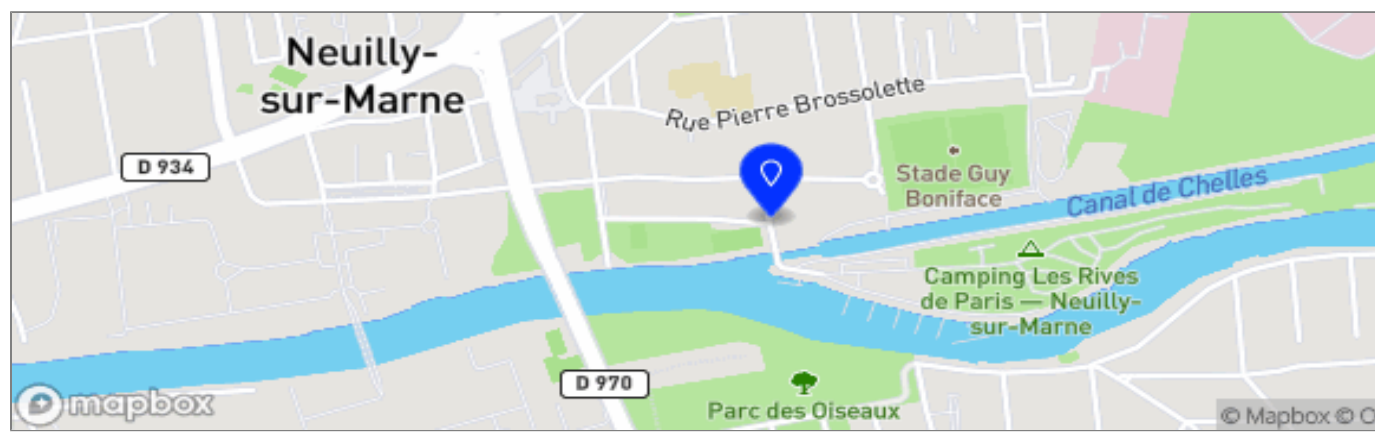 Neuilly-
sur-Marne
Rue Pierre Brossolette
D 934
Stade Guy
Boniface
Canal de Chelles
Camping Les Rives
de Paris — Neuilly-
sur-Marne
D 970
Parc des Oiseaux
mapbox
© Mapbox © O